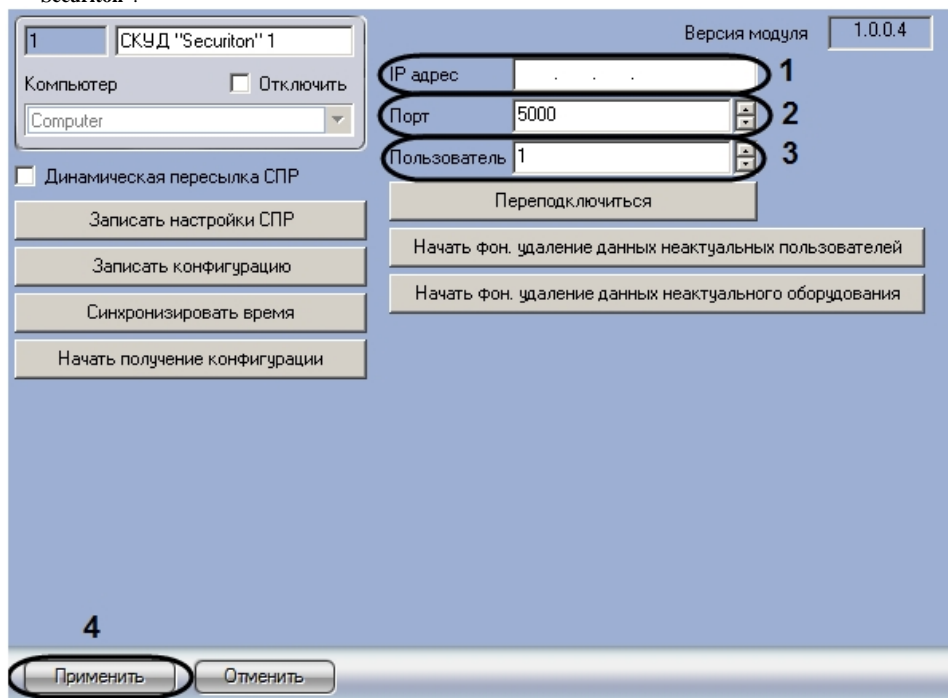 Securiton".
1 СКУД "Securiton" 1
Версия модуля 1.0.0.4
Компьютер Отключить
Computer
IP адрес . . . 1
Порт 5000 2
Пользователь 1 3
Динамическая пересылка СПР
Переподключиться
Записать настройки СПР
Начать фон. удаление данных неактуальных пользователей
Записать конфигурацию
Начать фон. удаление данных неактуального оборудования
Синхронизировать время
Начать получение конфигурации
4
Применить Отменить